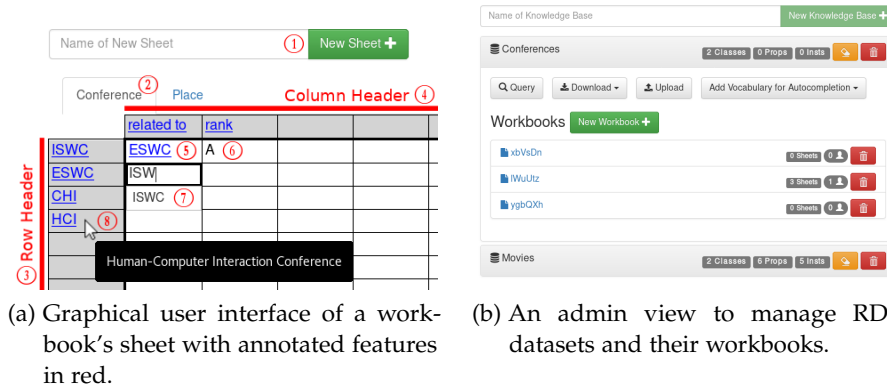 Name of New Sheet ① New Sheet +
② Conference Place Column Header ④
related to rank
ISWC ESWC ⑤ A ⑥
ESWC ISW
CHI ISWC ⑦
HCI ⑧
Human-Computer Interaction Conference
③ Row Header
(a) Graphical user interface of a work-
book's sheet with annotated features
in red.
Name of Knowledge Base New Knowledge Base +
Conferences 2 Classes 0 Props 0 Insts
Query Download Upload Add Vocabulary for Autocompletion
Workbooks New Workbook +
xbVsDn 0 Sheets 0
IWuUtz 3 Sheets 1
ygbQXh 0 Sheets 0
Movies 2 Classes 6 Props 5 Insts
(b) An admin view to manage RD
datasets and their workbooks.